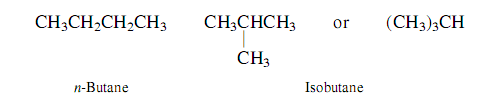 CH₃CH₂CH₂CH₃ CH₃CHCH₃ or (CH₃)₃CH
CH₃
n-Butane Isobutane